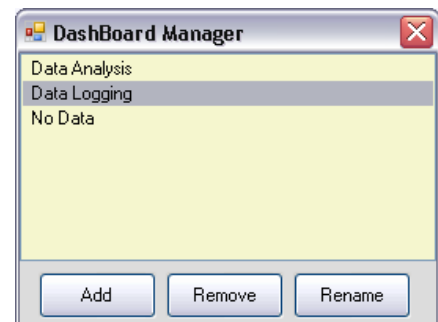 DashBoard Manager
Data Analysis
Data Logging
No Data
Add Remove Rename